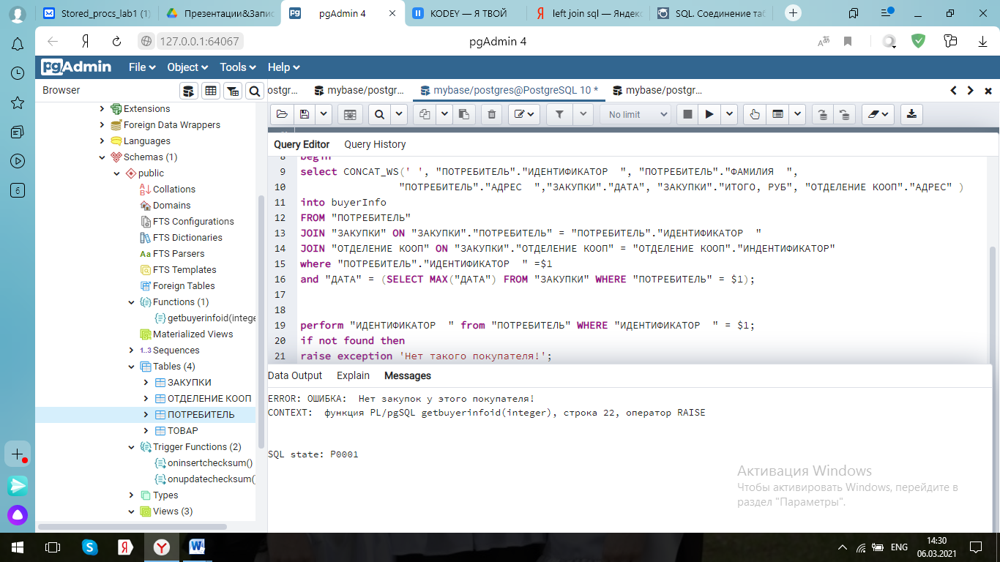 Stored_procs_lab1 (1)
Презентации&Запис
pgAdmin 4
KODEY — Я ТВОЙ
left join sql — Яндекс
SQL. Соединение таб
127.0.0.1:64067
pgAdmin 4
pgAdmin
File
Object
Tools
Help
Browser
ostgr...
mybase/postgr...
mybase/postgres@PostgreSQL 10 *
mybase/postgr...
No limit
Query Editor
Query History
Extensions
Foreign Data Wrappers
Languages
Schemas (1)
public
Collations
Domains
FTS Configurations
FTS Dictionaries
Aa FTS Parsers
FTS Templates
Foreign Tables
Functions (1)
getbuyerinfoid(intege
Materialized Views
1..3 Sequences
Tables (4)
ЗАКУПКИ
ОТДЕЛЕНИЕ КООП
ПОТРЕБИТЕЛЬ
ТОВАР
Trigger Functions (2)
oninsertchecksum()
onupdatechecksum(
Types
Views (3)
6
8 begin
9 select CONCAT_WS(' ', "ПОТРЕБИТЕЛЬ"."ИДЕНТИФИКАТОР  ", "ПОТРЕБИТЕЛЬ"."ФАМИЛИЯ  ",
10 "ПОТРЕБИТЕЛЬ"."АДРЕС  ","ЗАКУПКИ"."ДАТА", "ЗАКУПКИ"."ИТОГО, РУБ", "ОТДЕЛЕНИЕ КООП"."АДРЕС" )
11 into buyerInfo
12 FROM "ПОТРЕБИТЕЛЬ"
13 JOIN "ЗАКУПКИ" ON "ЗАКУПКИ"."ПОТРЕБИТЕЛЬ" = "ПОТРЕБИТЕЛЬ"."ИДЕНТИФИКАТОР  "
14 JOIN "ОТДЕЛЕНИЕ КООП" ON "ЗАКУПКИ"."ОТДЕЛЕНИЕ КООП" = "ОТДЕЛЕНИЕ КООП"."ИНДЕНТИФИКАТОР"
15 where "ПОТРЕБИТЕЛЬ"."ИДЕНТИФИКАТОР  " =$1
16 and "ДАТА" = (SELECT MAX("ДАТА") FROM "ЗАКУПКИ" WHERE "ПОТРЕБИТЕЛЬ" = $1);
17
18
19 perform "ИДЕНТИФИКАТОР  " from "ПОТРЕБИТЕЛЬ" WHERE "ИДЕНТИФИКАТОР  " = $1;
20 if not found then
21 raise exception 'Нет такого покупателя!';
Data Output
Explain
Messages
ERROR: ОШИБКА:  Нет закупок у этого покупателя!
CONTEXT:  функция PL/pgSQL getbuyerinfoid(integer), строка 22, оператор RAISE
SQL state: P0001
Активация Windows
Чтобы активировать Windows, перейдите в
раздел "Параметры".
ENG
14:30
06.03.2021